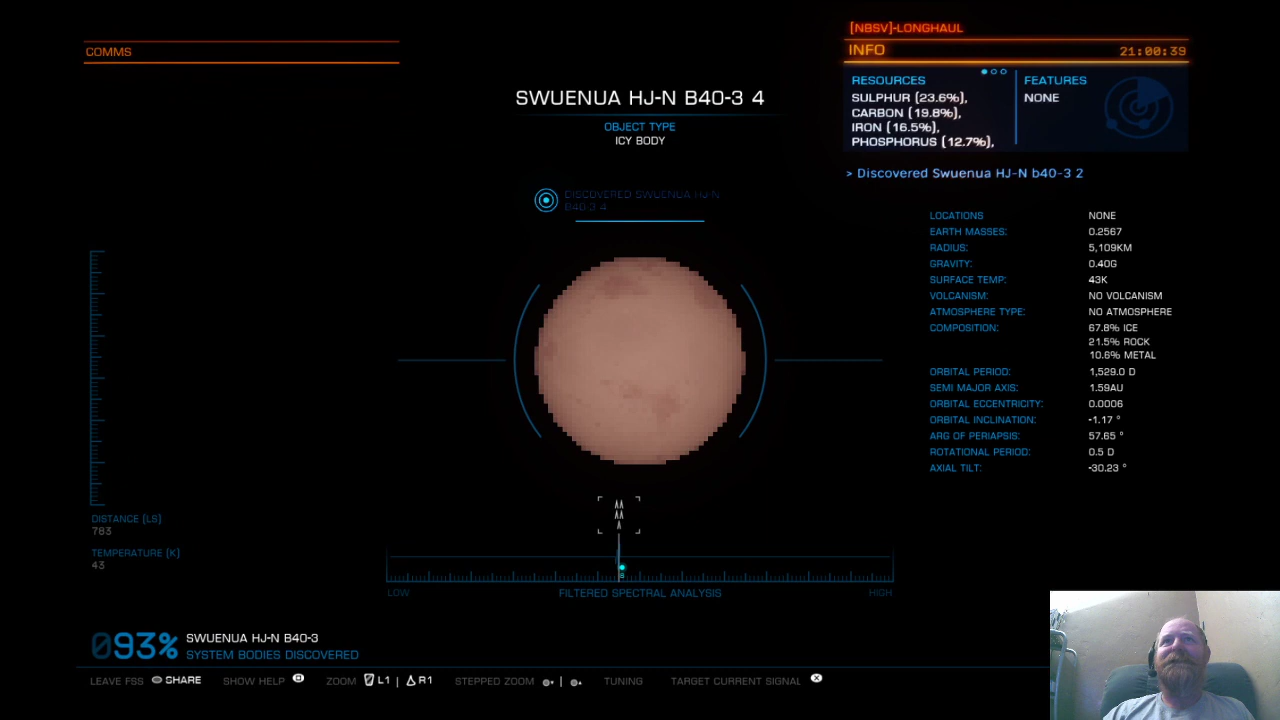 [NBSV]-LONGHAUL
COMMS
INFO 21:00:39
RESOURCES
SULPHUR (23.6%),
CARBON (19.8%),
IRON (16.5%),
PHOSPHORUS (12.7%),
FEATURES
NONE
SWUENUA HJ-N B40-3 4
OBJECT TYPE
ICY BODY
> Discovered Swuenua HJ-N b40-3 2
DISCOVERED SWUENUA HJ-N
B40-3 4
LOCATIONS NONE
EARTH MASSES: 0.2567
RADIUS: 5,109KM
GRAVITY: 0.40G
SURFACE TEMP: 43K
VOLCANISM: NO VOLCANISM
ATMOSPHERE TYPE: NO ATMOSPHERE
COMPOSITION: 67.8% ICE
21.5% ROCK
10.6% METAL
ORBITAL PERIOD: 1,529.0 D
SEMI MAJOR AXIS: 1.59AU
ORBITAL ECCENTRICITY: 0.0006
ORBITAL INCLINATION: -1.17 °
ARG OF PERIAPSIS: 57.65 °
ROTATIONAL PERIOD: 0.5 D
AXIAL TILT: -30.23 °
DISTANCE (LS)
783
TEMPERATURE (K)
43
LOW FILTERED SPECTRAL ANALYSIS HIGH
093% SWUENUA HJ-N B40-3
SYSTEM BODIES DISCOVERED
LEAVE FSS SHARE SHOW HELP ZOOM L1 | R1 STEPPED ZOOM | TUNING TARGET CURRENT SIGNAL